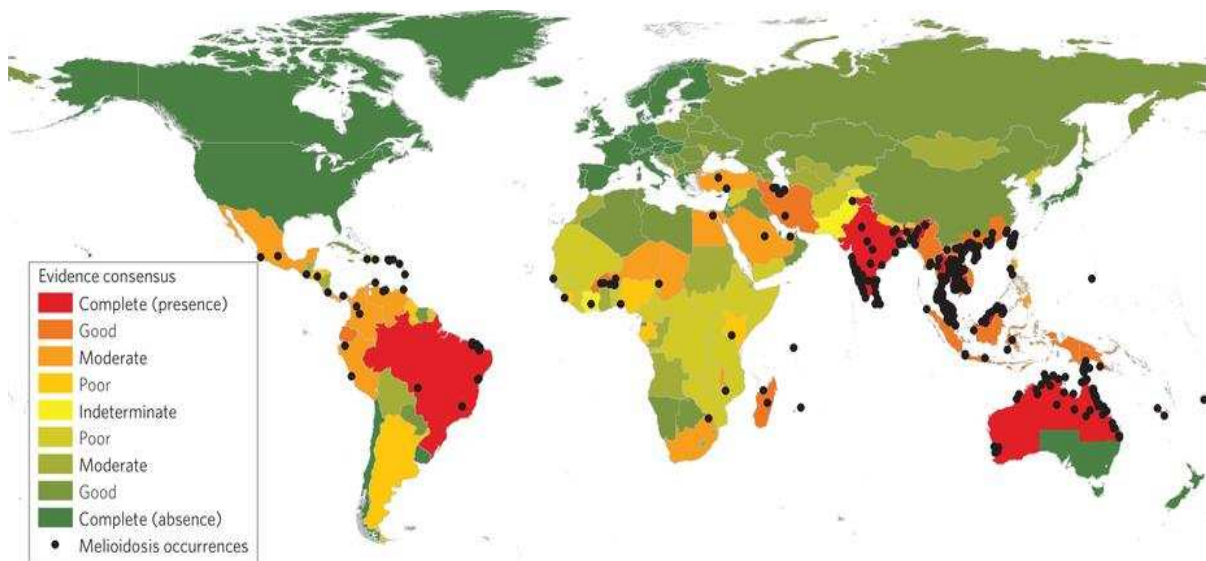 Evidence consensus
Complete (presence)
Good
Moderate
Poor
Indeterminate
Poor
Moderate
Good
Complete (absence)
Melioidosis occurrences